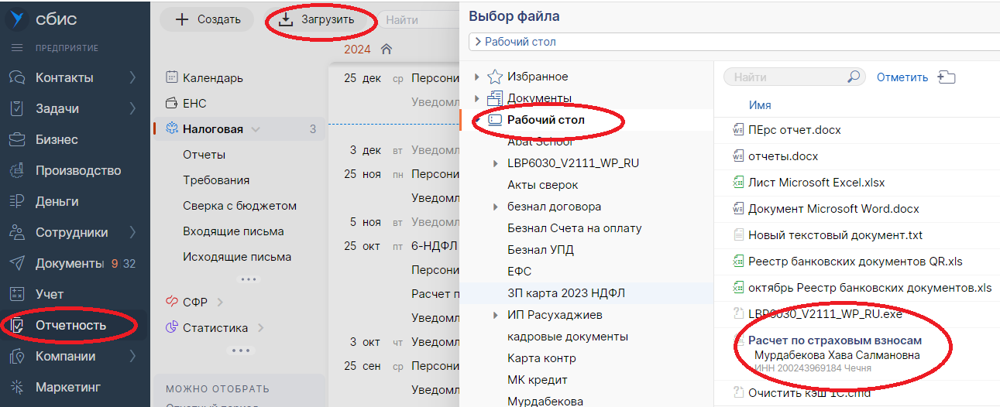 сбис
ПРЕДПРИЯТИЕ
Контакты
Задачи
Бизнес
Производство
Деньги
Сотрудники
Документы 9 32
Учет
Отчетность
Компании
Маркетинг
+ Создать
Загрузить
Найти
2024
Календарь
ЕНС
Налоговая 3
Отчеты
Требования
Сверка с бюджетом
Входящие письма
Исходящие письма
СФР
Статистика
МОЖНО ОТОБРАТЬ
Отчетный период
25 дек ср Персони
Уведомл
3 дек вт Уведомл
25 ноя пн Персони
Уведомл
5 ноя вт Уведомл
25 окт пт 6-НДФЛ
Персони
Расчет п
Уведомл
3 окт чт Уведомл
25 сен ср Персони
Уведомл
Выбор файла
Рабочий стол
Избранное
Документы
Рабочий стол
Abat School
LBP6030_V2111_WP_RU
Акты сверок
безнал договора
Безнал Счета на оплату
Безнал УПД
ЕФС
ЗП карта 2023 НДФЛ
ИП Расухаджиев
кадровые документы
Карта контр
МК кредит
Мурдабекова
Найти
Отметить
Имя
ПЕрс отчет.docx
отчеты.docx
Лист Microsoft Excel.xlsx
Документ Microsoft Word.docx
Новый текстовый документ.txt
Реестр банковских документов QR.xls
октябрь Реестр банковских документов.xls
LBP6030_V2111_WP_RU.exe
Расчет по страховым взносам
Мурдабекова Хава Салмановна
ИНН 200243969184 Чечня
Очистить кэш 1С.cmd